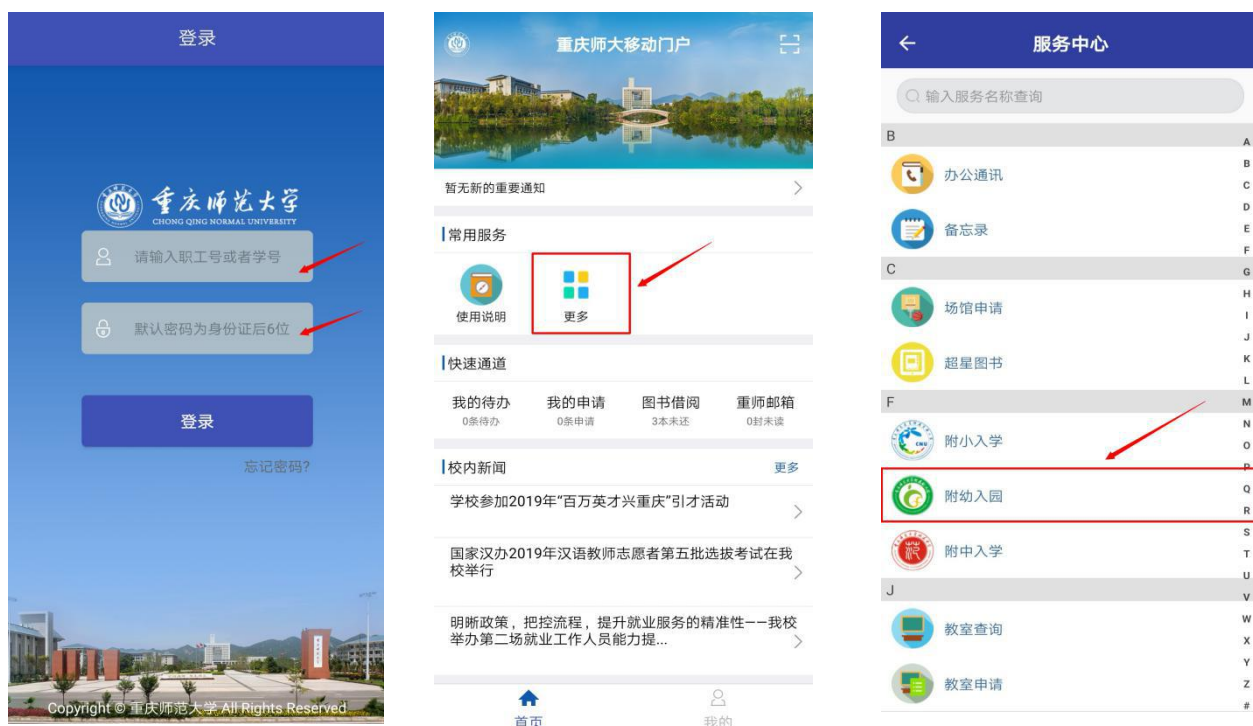 登录
重庆师范大学
CHONG QING NORMAL UNIVERSITY
请输入职工号或者学号
默认密码为身份证后6位
登录
忘记密码?
Copyright © 重庆师范大学 All Rights Reserved
重庆师大移动门户
暂无新的重要通知
常用服务
使用说明
更多
快速通道
我的待办 我的申请 图书借阅 重师邮箱
0条待办 0条申请 3本未还 0封未读
校内新闻 更多
学校参加2019年“百万英才兴重庆”引才活动
国家汉办2019年汉语教师志愿者第五批选拔考试在我
校举行
明晰政策，把控流程，提升就业服务的精准性——我校
举办第二场就业工作人员能力提...
首页 我的
服务中心
输入服务名称查询
B
办公通讯
备忘录
C
场馆申请
超星图书
F
附小入学
附幼入园
附中入学
J
教室查询
教室申请
A
B
C
D
E
F
G
H
I
J
K
L
M
N
O
P
Q
R
S
T
U
V
W
X
Y
Z
#